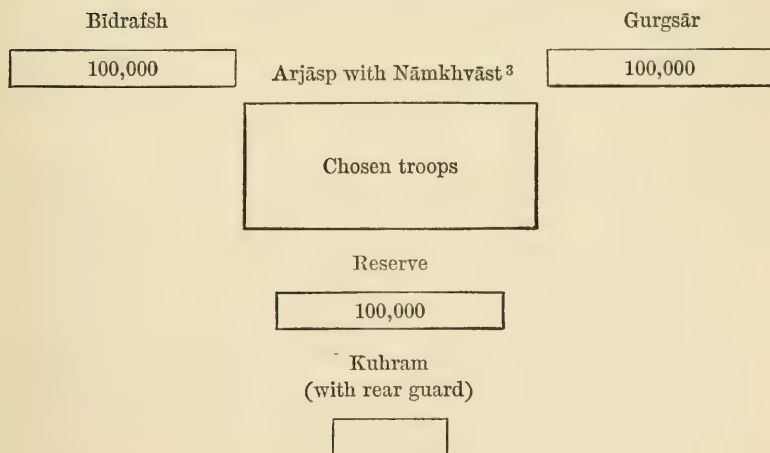 Bīdrafsh
Gurgsār
100,000
Arjāsp with Nāmkhvāst³
100,000
Chosen troops
Reserve
100,000
Kuhram
(with rear guard)